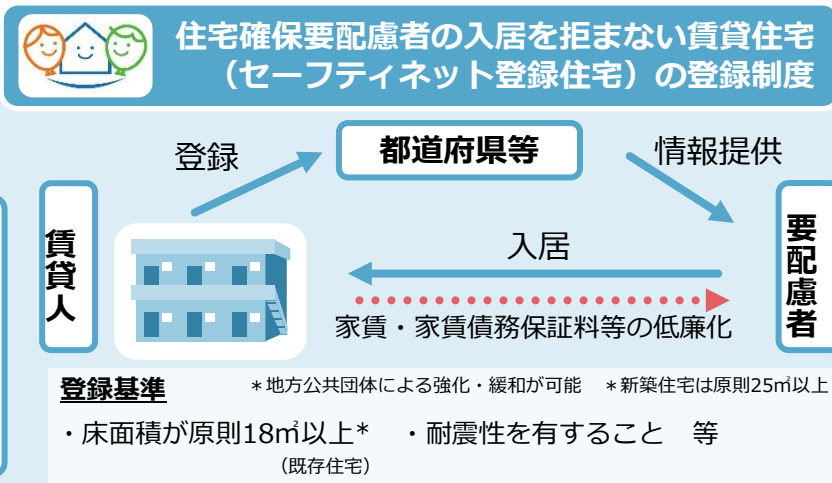 住宅確保要配慮者の入居を拒まない賃貸住宅
（セーフティネット登録住宅）の登録制度
登録
都道府県等
情報提供
賃貸人
入居
家賃・家賃債務保証料等の低廉化
要配慮者
登録基準
＊地方公共団体による強化・緩和が可能　＊新築住宅は原則25㎡以上
・床面積が原則18㎡以上*　・耐震性を有すること　等
（既存住宅）